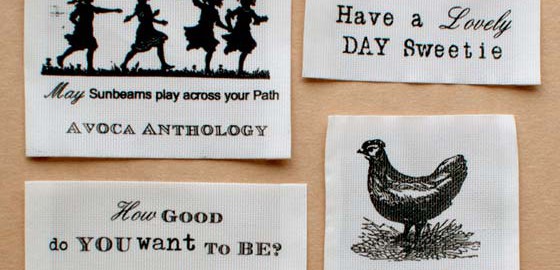 May Sunbeams play across your Path
AVOCA ANTHOLOGY
Have a Lovely
DAY Sweetie
How GOOD
do YOU want TO BE?